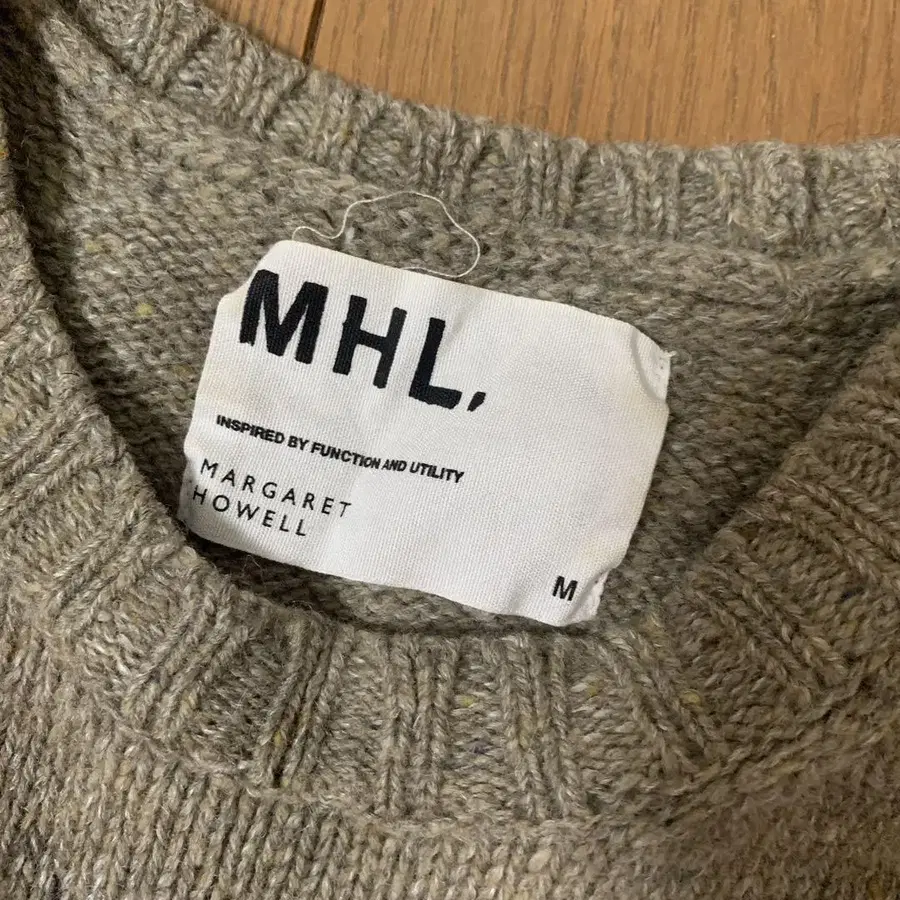 MHL,
INSPIRED BY FUNCTION AND UTILITY
MARGARET
HOWELL
M